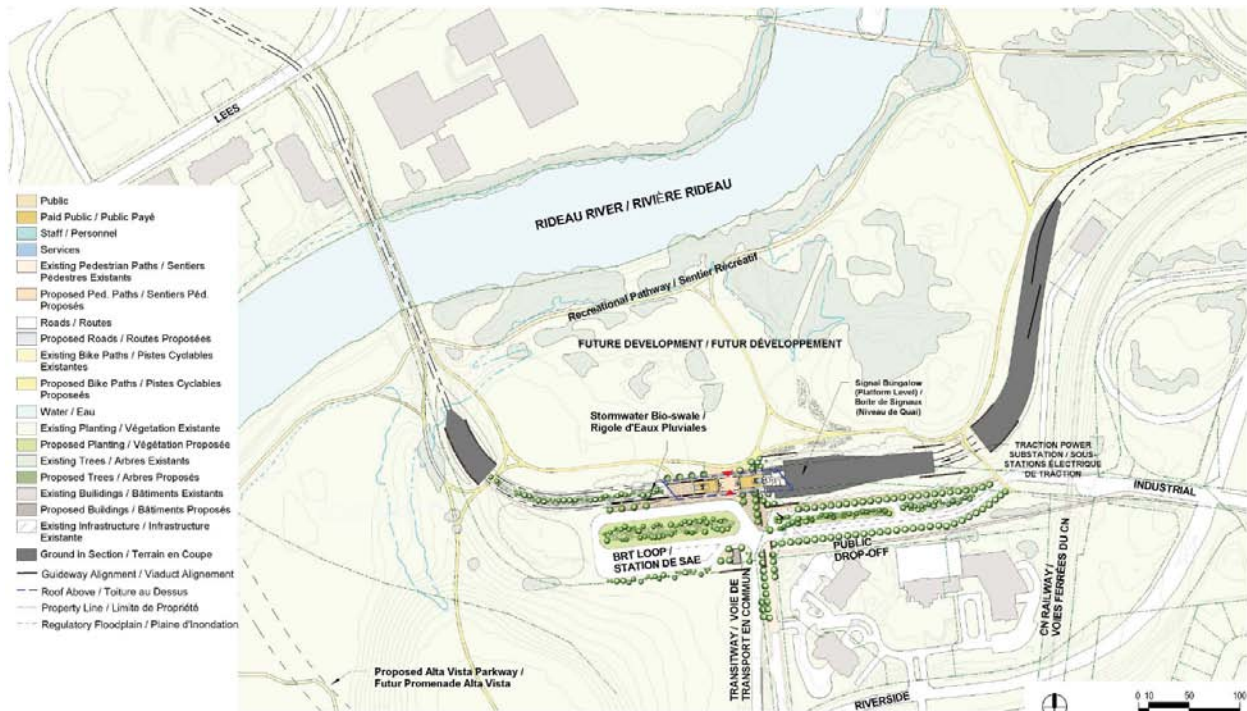 LEES
RIDEAU RIVER / RIVIÈRE RIDEAU
Recreational Pathway / Sentier Récréatif
FUTURE DEVELOPMENT / FUTUR DÉVELOPPEMENT
Signal Bungalow
(Platform Level) /
Boite de Signaux
(Niveau de Quai)
Stormwater Bio-swale /
Rigole d'Eaux Pluviales
TRACTION POWER
SUBSTATION / SOUS-
STATIONS ÉLECTRIQUE
DE TRACTION
INDUSTRIAL
BRT LOOP /
STATION DE SAE
PUBLIC
DROP-OFF
TRANSITWAY / VOIE DE
TRANSPORT EN COMMUN
CN RAILWAY /
VOIES FERRÉES DU CN
RIVERSIDE
Proposed Alta Vista Parkway /
Futur Promenade Alta Vista
Public
Paid Public / Public Payé
Staff / Personnel
Services
Existing Pedestrian Paths / Sentiers
Pédestres Existants
Proposed Ped. Paths / Sentiers Péd.
Proposés
Roads / Routes
Proposed Roads / Routes Proposées
Existing Bike Paths / Pistes Cyclables
Existantes
Proposed Bike Paths / Pistes Cyclables
Proposés
Water / Eau
Existing Planting / Végetation Existante
Proposed Planting / Végétation Proposée
Existing Trees / Arbres Existants
Proposed Trees / Arbres Proposés
Existing Buildings / Bâtiments Existants
Proposed Buildings / Bâtiments Proposés
Existing Infrastructure / Infrastructure
Existante
Ground in Section / Terrain en Coupe
Guideway Alignment / Viaduct Alignement
Roof Above / Toiture au Dessus
Property Line / Limite de Propriété
Regulatory Floodplain / Plaine d'Inondation
0 10 50 100